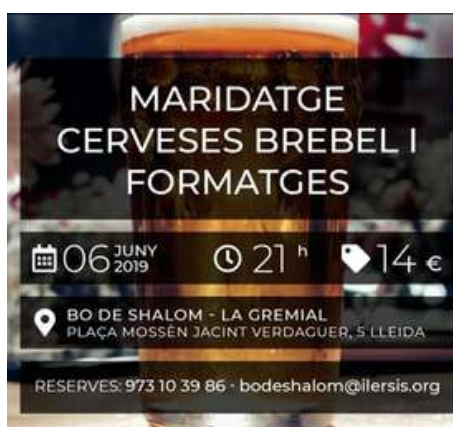 MARIDATGE
CERVESES BREBEL I
FORMATGES
06 JUNY 2019 21 h 14 €
BO DE SHALOM - LA GREMIAL
PLAÇA MOSSÈN JACINT VERDAGUER, 5 LLEIDA
RESERVES: 973 10 39 86 · bodeshalom@ilersis.org